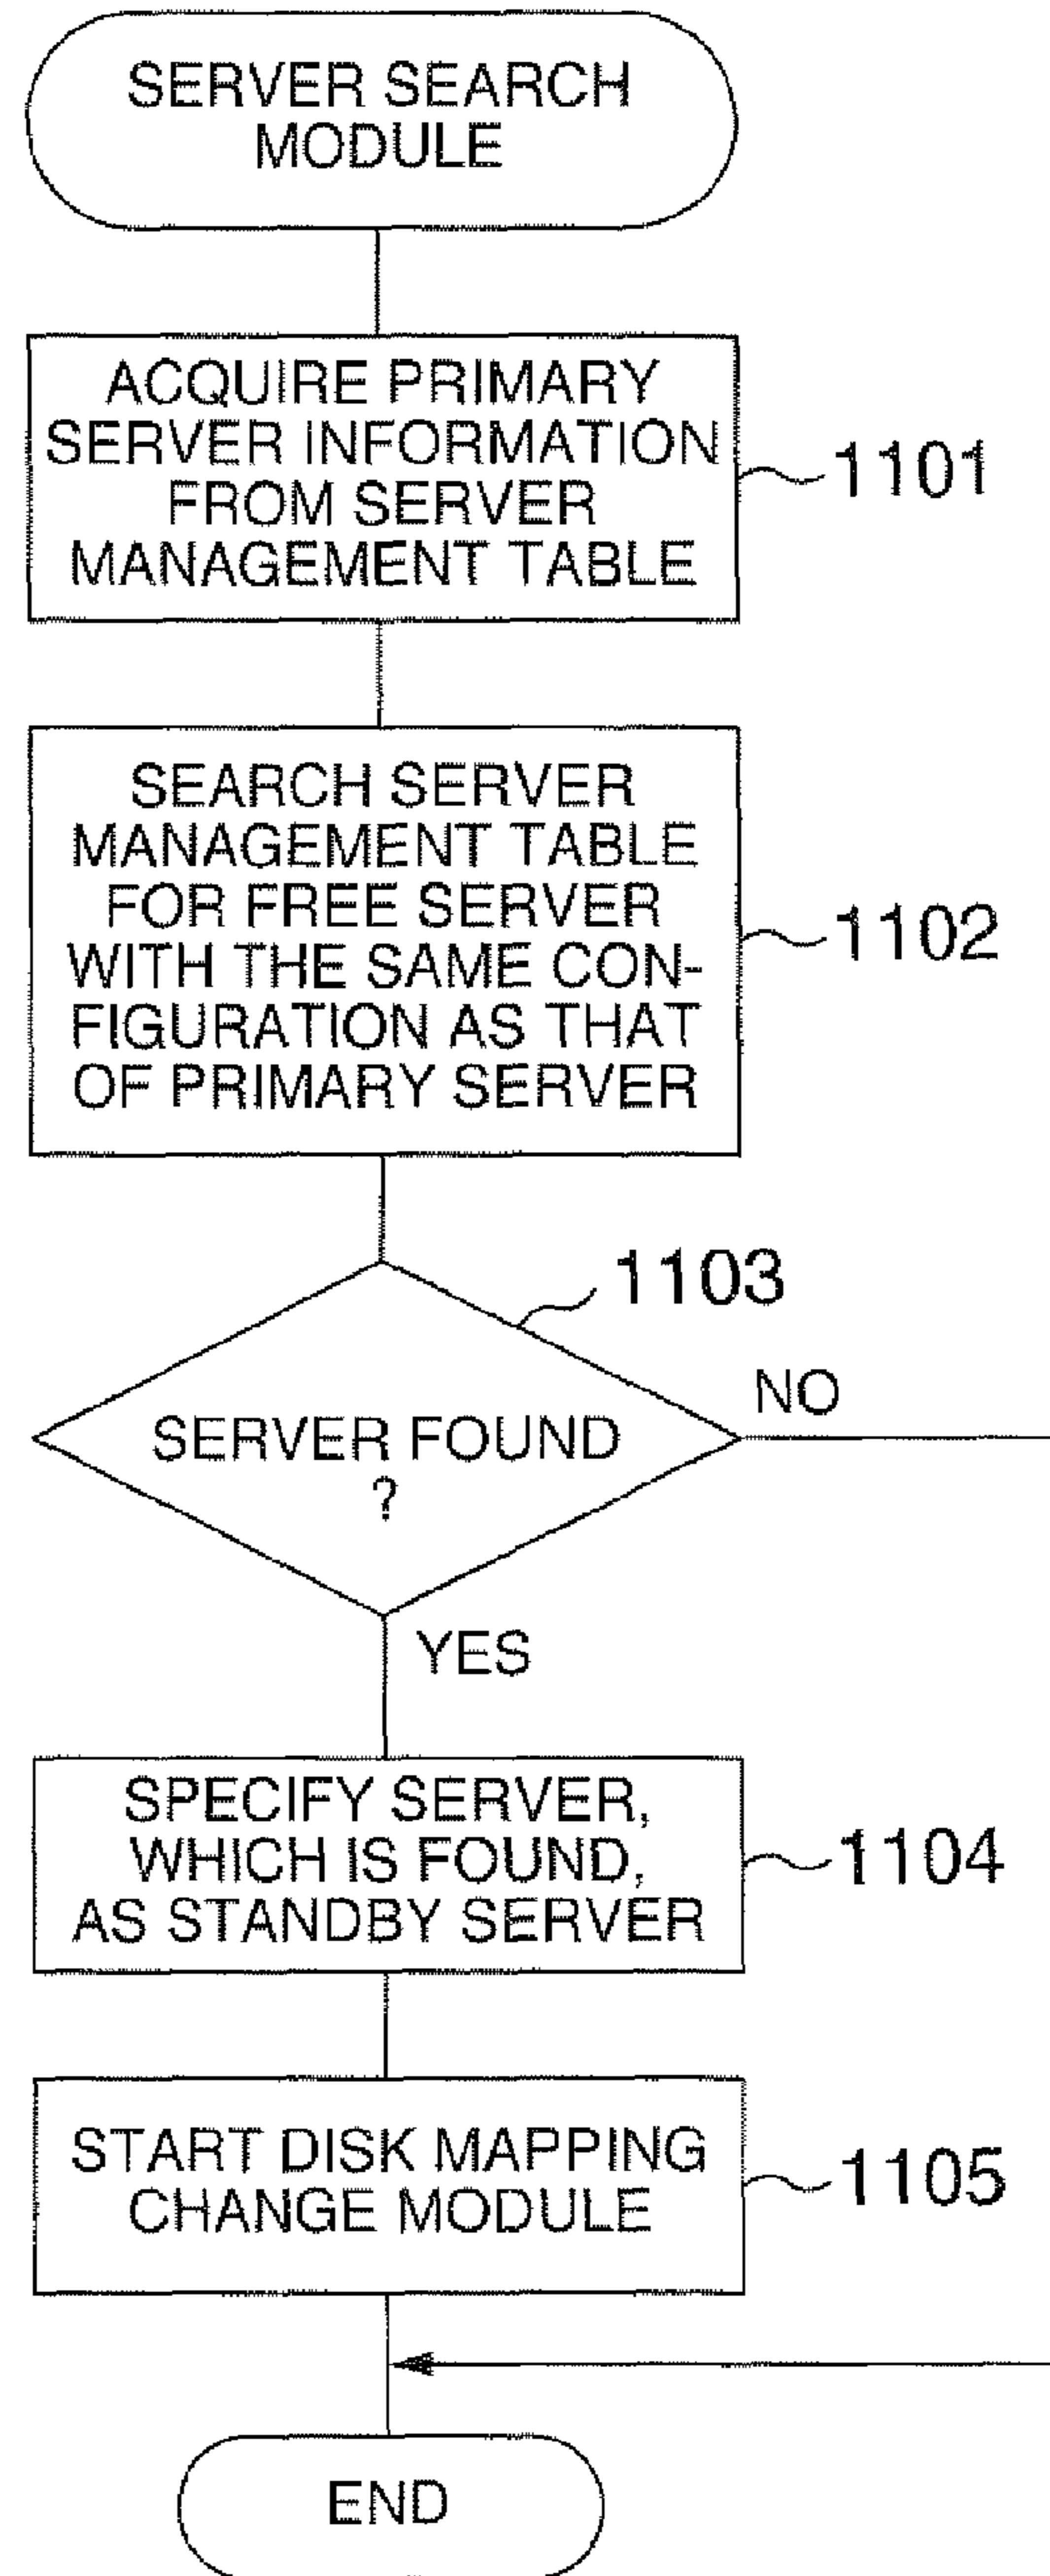 SERVER SEARCH
MODULE
ACQUIRE PRIMARY
SERVER INFORMATION
FROM SERVER
MANAGEMENT TABLE
1101
SEARCH SERVER
MANAGEMENT TABLE
FOR FREE SERVER
WITH THE SAME CON-
FIGURATION AS THAT
OF PRIMARY SERVER
1102
1103
SERVER FOUND
?
NO
YES
SPECIFY SERVER,
WHICH IS FOUND,
AS STANDBY SERVER
1104
START DISK MAPPING
CHANGE MODULE
1105
END